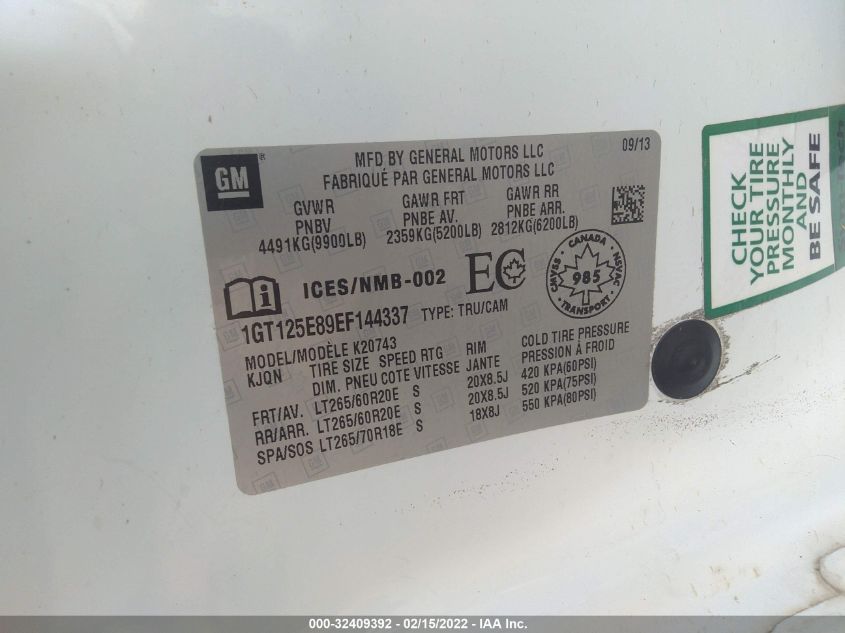 GM
®
MFD BY GENERAL MOTORS LLC
FABRIQUÉ PAR GENERAL MOTORS LLC
09/13
GVWR GAWR FRT GAWR RR
PNBV PNBE AV. PNBE ARR.
4491KG(9900LB) 2359KG(5200LB) 2812KG(6200LB)
ICES/NMB-002 EC
CANADA
CMVSS · NSVAC
985
TRANSPORT
1GT125E89EF144337 TYPE: TRU/CAM
MODEL/MODÈLE K20743
KJQN TIRE SIZE SPEED RTG RIM COLD TIRE PRESSURE
DIM. PNEU COTE VITESSE JANTE PRESSION À FROID
FRT/AV. LT265/60R20E S 20X8.5J 420 KPA(60PSI)
RR/ARR. LT265/60R20E S 20X8.5J 520 KPA(75PSI)
SPA/SOS LT265/70R18E S 18X8J 550 KPA(80PSI)
CHECK
YOUR TIRE
PRESSURE
MONTHLY
AND
BE SAFE
000-32409392 - 02/15/2022 - IAA Inc.